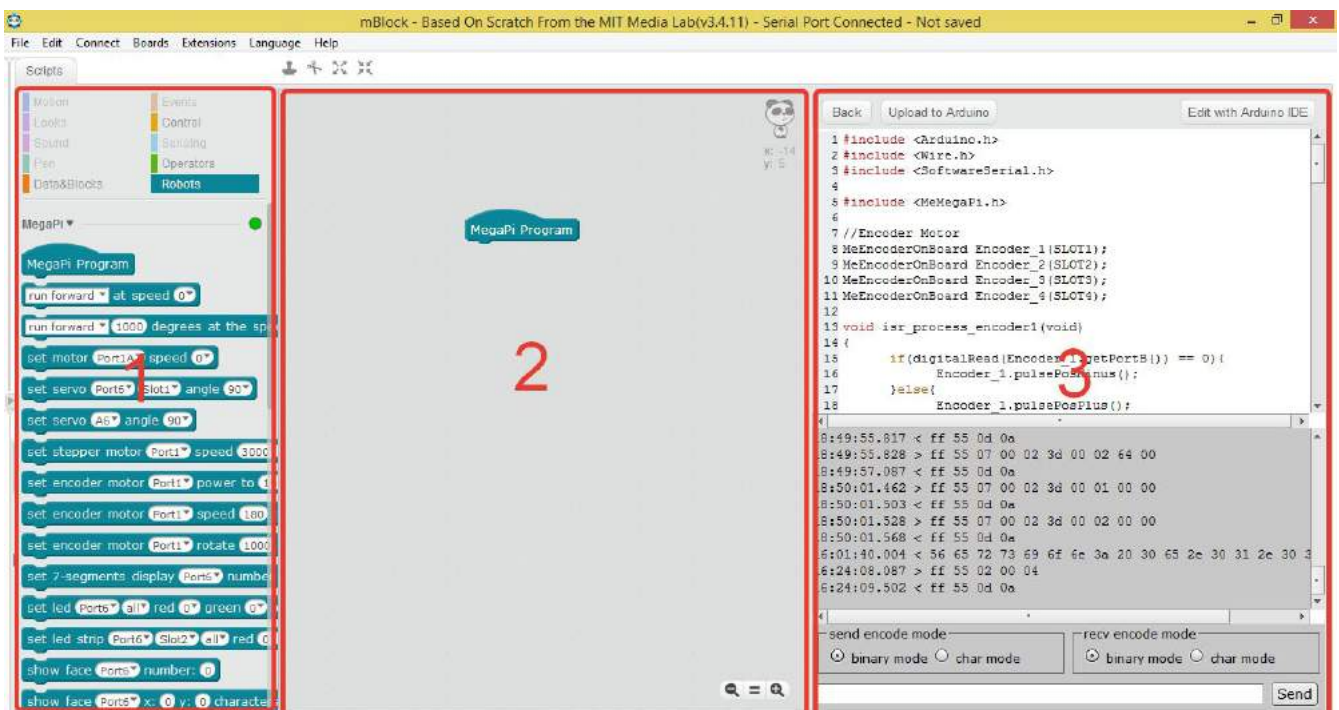 mBlock - Based On Scratch From the MIT Media Lab(v3.4.11) - Serial Port Connected - Not saved
File Edit Connect Boards Extensions Language Help
Scripts
Motion Events
Looks Control
Sound Sensing
Pen Operators
Data&Blocks Robots
MegaPi
MegaPi Program
run forward at speed 0
run forward 1000 degrees at the spe
set motor Port1A speed 0
set servo Port6 Slot1 angle 90
set servo A6 angle 90
set stepper motor Port1 speed 3000
set encoder motor Port1 power to 1
set encoder motor Port1 speed 180
set encoder motor Port1 rotate 1000
set 7-segments display Port6 numbe
set led Port6 all red 0 green 0
set led strip Port6 Slot2 all red 0
show face Port6 number: 0
show face Port6 x: 0 y: 0 character
1
x: -14
y: 5
MegaPi Program
2
Back Upload to Arduino Edit with Arduino IDE
1 #include <Arduino.h>
2 #include <Wire.h>
3 #include <SoftwareSerial.h>
4
5 #include <MeMegaPi.h>
6
7 //Encoder Motor
8 MeEncoderOnBoard Encoder_1(SLOT1);
9 MeEncoderOnBoard Encoder_2(SLOT2);
10 MeEncoderOnBoard Encoder_3(SLOT3);
11 MeEncoderOnBoard Encoder_4(SLOT4);
12
13 void isr_process_encoder1(void)
14 {
15 if(digitalRead(Encoder_1.getPortB()) == 0){
16 Encoder_1.pulsePosMinus();
17 }else{
18 Encoder_1.pulsePosPlus();
3
8:49:55.817 < ff 55 0d 0a
8:49:55.828 > ff 55 07 00 02 3d 00 02 64 00
8:49:57.087 < ff 55 0d 0a
8:50:01.462 > ff 55 07 00 02 3d 00 01 00 00
8:50:01.503 < ff 55 0d 0a
8:50:01.528 > ff 55 07 00 02 3d 00 02 00 00
8:50:01.568 < ff 55 0d 0a
6:01:40.004 < 56 65 72 73 69 6f 6e 3a 20 30 65 2e 30 31 2e 30 3
6:24:08.087 > ff 55 02 00 04
6:24:09.502 < ff 55 0d 0a
send encode mode recv encode mode
binary mode char mode binary mode char mode
Send